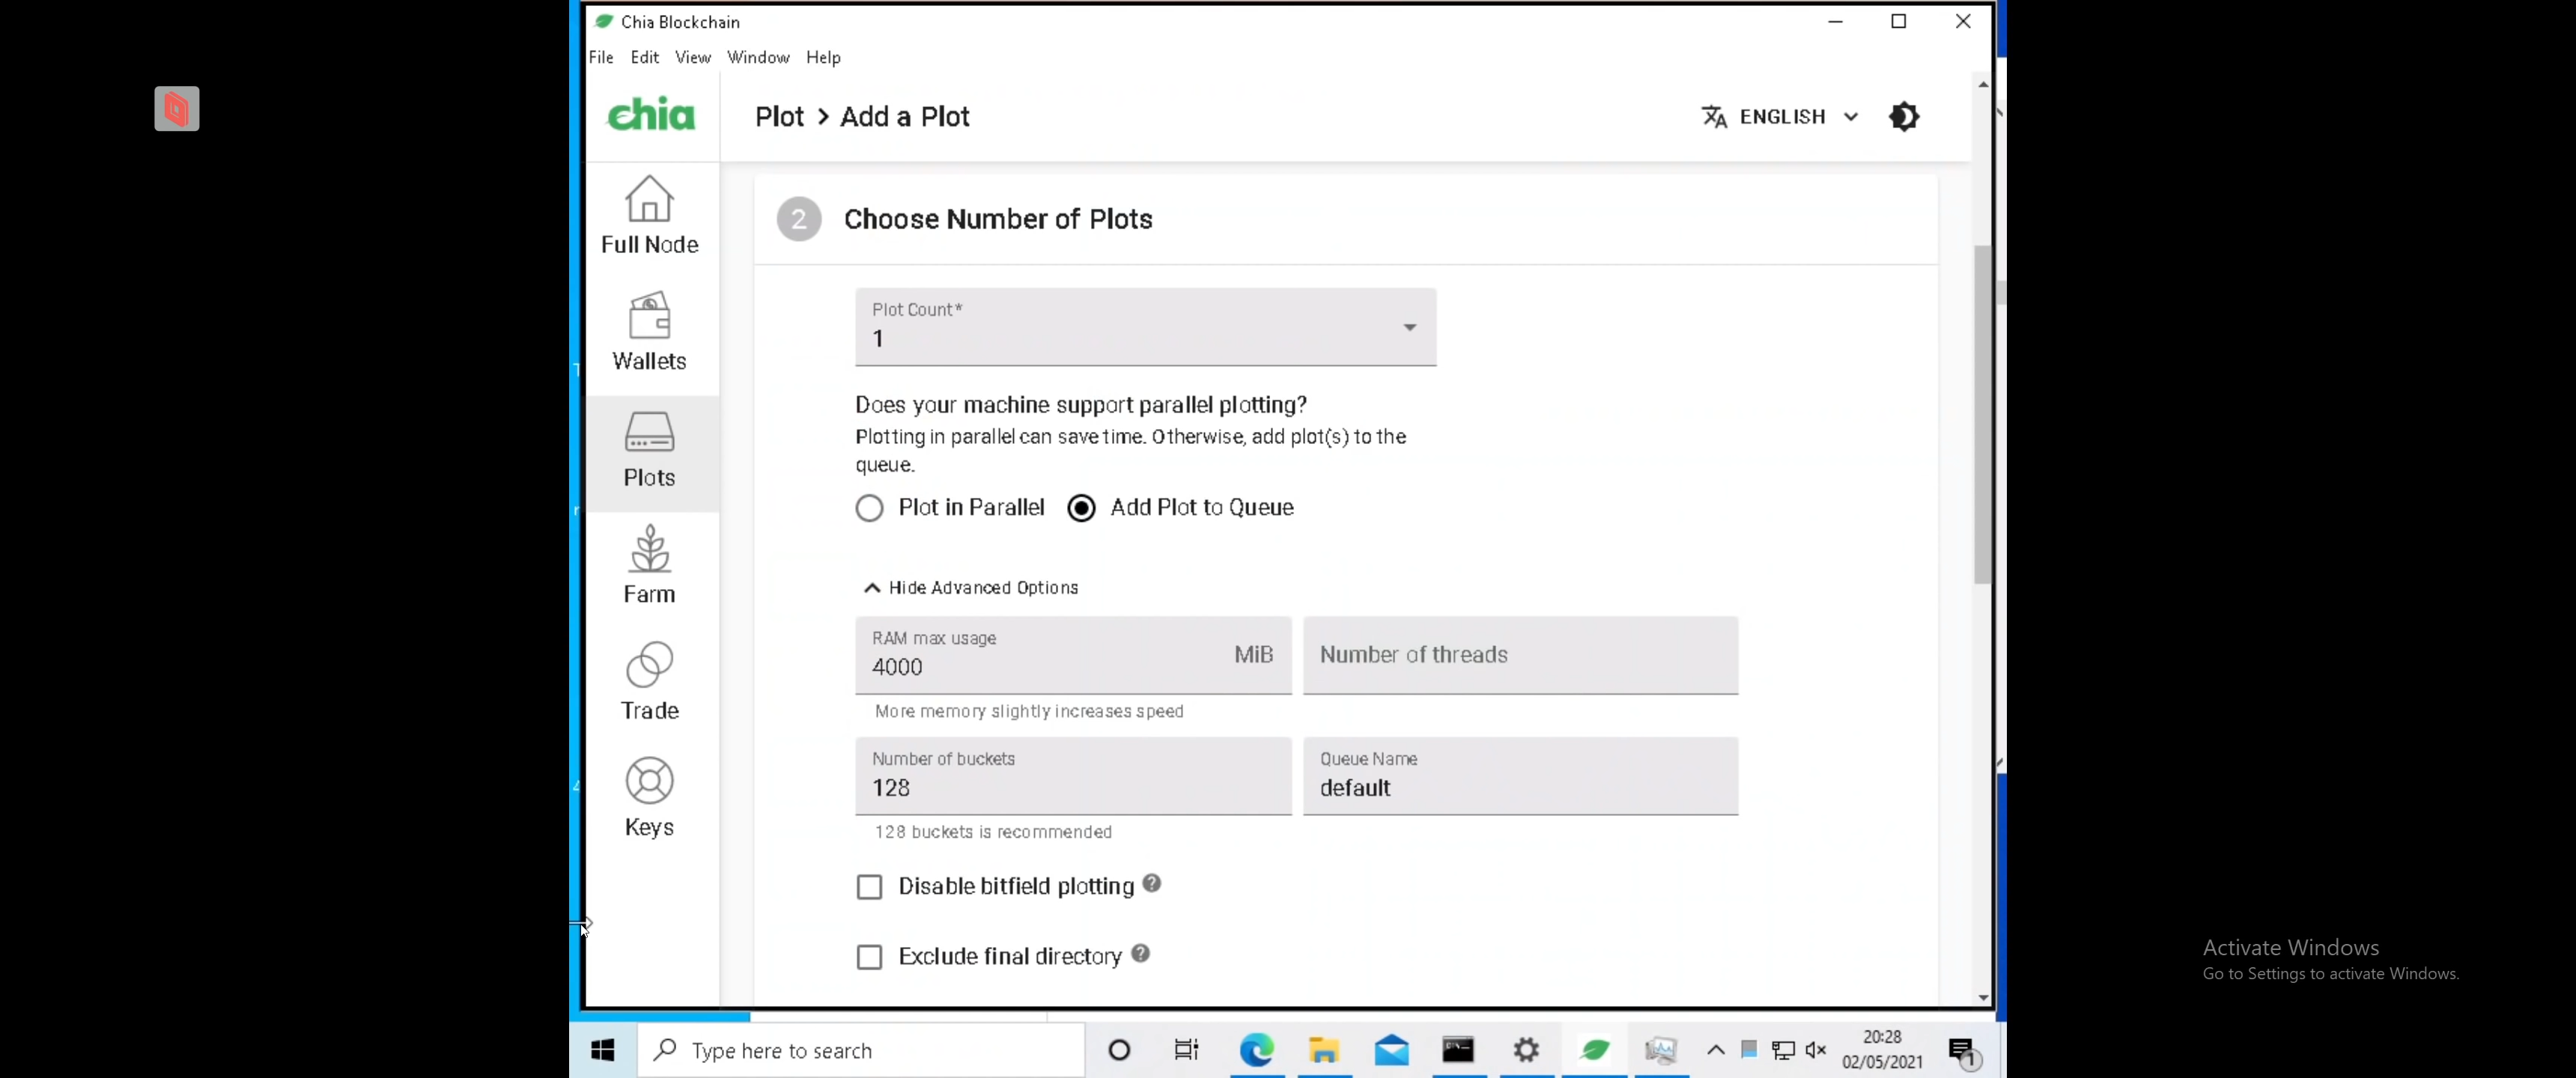 Chia Blockchain
File Edit View Window Help
chia
Plot > Add a Plot
ENGLISH
Full Node
Wallets
Plots
Farm
Trade
Keys
2 Choose Number of Plots
Plot Count*
1
Does your machine support parallel plotting?
Plotting in parallel can save time. Otherwise, add plot(s) to the
queue.
Plot in Parallel Add Plot to Queue
Hide Advanced Options
RAM max usage
4000 MiB
Number of threads
More memory slightly increases speed
Number of buckets
128
Queue Name
default
128 buckets is recommended
Disable bitfield plotting ?
Exclude final directory ?
Activate Windows
Go to Settings to activate Windows.
Type here to search
20:28
02/05/2021
1